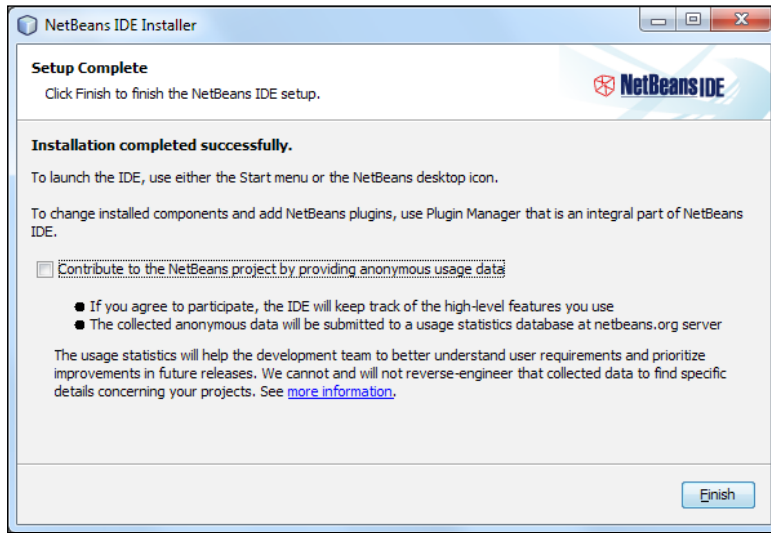 NetBeans IDE Installer
Setup Complete
Click Finish to finish the NetBeans IDE setup.
NetBeans IDE
Installation completed successfully.
To launch the IDE, use either the Start menu or the NetBeans desktop icon.
To change installed components and add NetBeans plugins, use Plugin Manager that is an integral part of NetBeans
IDE.
Contribute to the NetBeans project by providing anonymous usage data
● If you agree to participate, the IDE will keep track of the high-level features you use
● The collected anonymous data will be submitted to a usage statistics database at netbeans.org server
The usage statistics will help the development team to better understand user requirements and prioritize
improvements in future releases. We cannot and will not reverse-engineer that collected data to find specific
details concerning your projects. See more information.
Finish